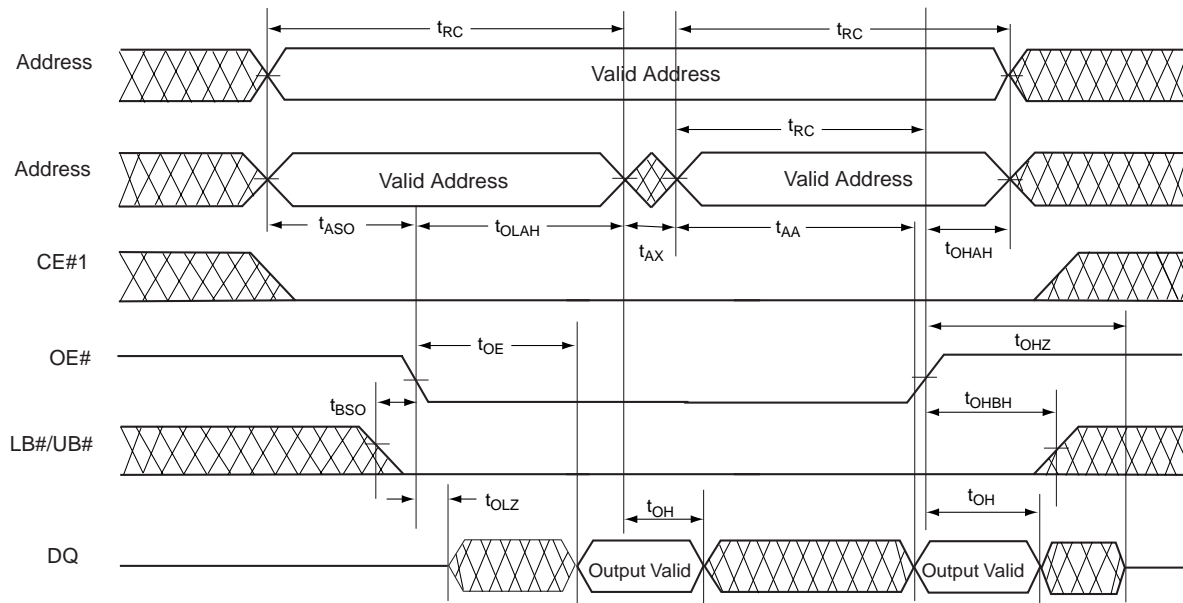 tRC
tRC
Address
Valid Address
tRC
Address
Valid Address
Valid Address
tASO
tOLAH
tAX
tAA
tOHAH
CE#1
OE#
tOE
tOHZ
tBSO
tOHBH
LB#/UB#
tOLZ
tOH
tOH
DQ
Output Valid
Output Valid